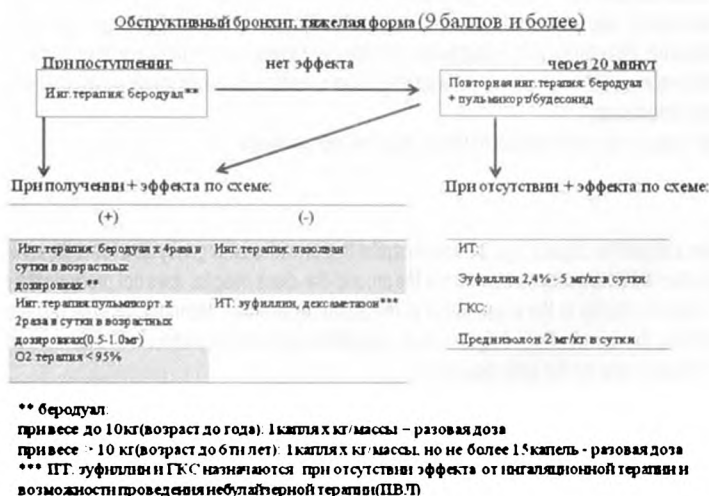 Обструктивный бронхит, тяжелая форма (9 баллов и более)
При поступлении:
нет эффекта
через 20 минут
Инг.терапия: беродуал**
Повторная инг. терапия: беродуал
+ пульмикорт/будесонид
При получении + эффекта по схеме:
При отсутствии + эффекта по схеме:
(+)
(-)
Инг.терапия: беродуал х 4раза в
сутки в возрастных
дозировках **
Инг. терапия: лазолван
Инг.терапия:пульмикорт. х
2раза в сутки в возрастных
дозировках(0.5-1.0мг)
ИТ: эуфиллин, дексаметазон***
О2 терапия < 95%
ИТ:
Эуфиллин 2,4% - 5 мг/кг в сутки
ГКС:
Преднизолон 2 мг/кг в сутки
** беродуал:
при весе до 10кг(возраст до года): 1капля х кг/массы – разовая доза
при весе > 10 кг(возраст до 6ти лет): 1капля х кг/массы, но не более 15капель - разовая доза
*** ИТ: эуфиллин и ГКС назначаются при отсутствии эффекта от ингаляционной терапии и
возможности проведения небулайзерной терапии(ПВЛ)